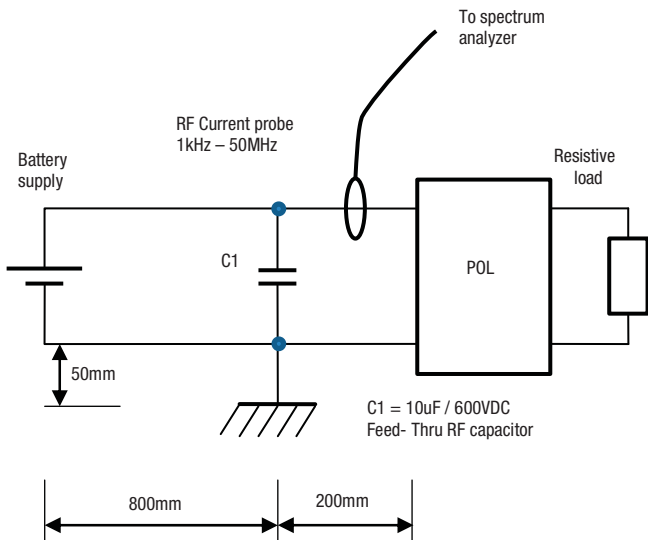 To spectrum
analyzer
RF Current probe
1kHz – 50MHz
Battery
supply
Resistive
load
C1
POL
50mm
C1 = 10uF / 600VDC
Feed- Thru RF capacitor
800mm
200mm